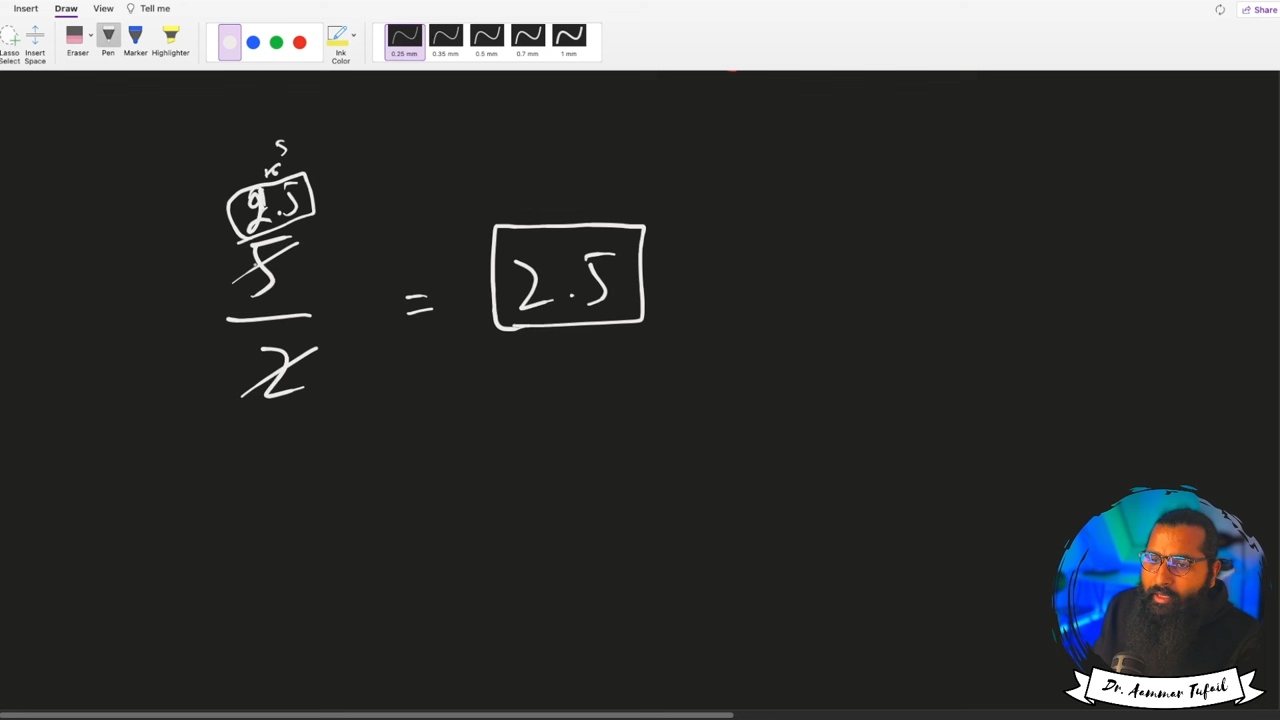 Insert Draw View Tell me
Share
Lasso Select
Insert Space
Eraser
Pen
Marker
Highlighter
Ink Color
0.25 mm
0.35 mm
0.5 mm
0.7 mm
1 mm
5
2.5
5
2
= 2.5
Dr. Aammar Tufail